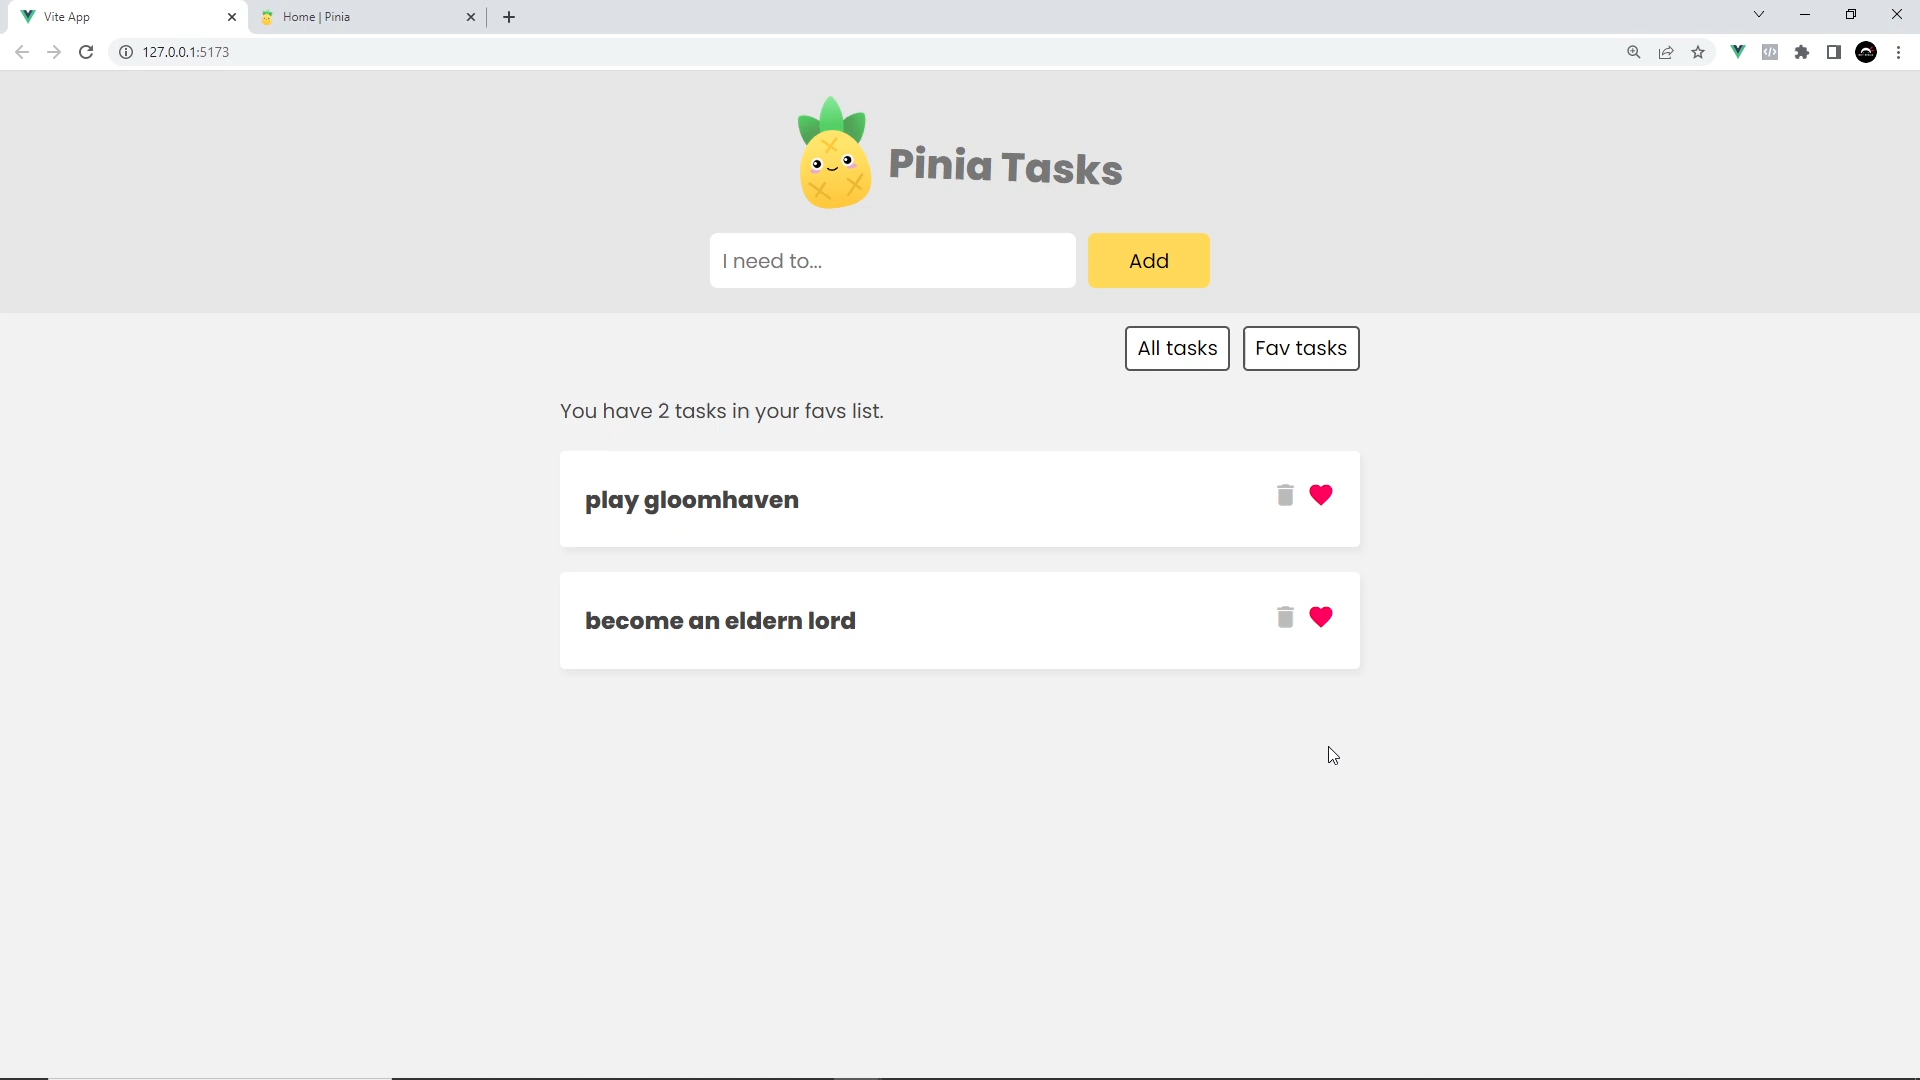 Vite App
Home | Pinia
127.0.0.1:5173
Pinia Tasks
I need to...
Add
All tasks
Fav tasks
You have 2 tasks in your favs list.
play gloomhaven
become an eldern lord